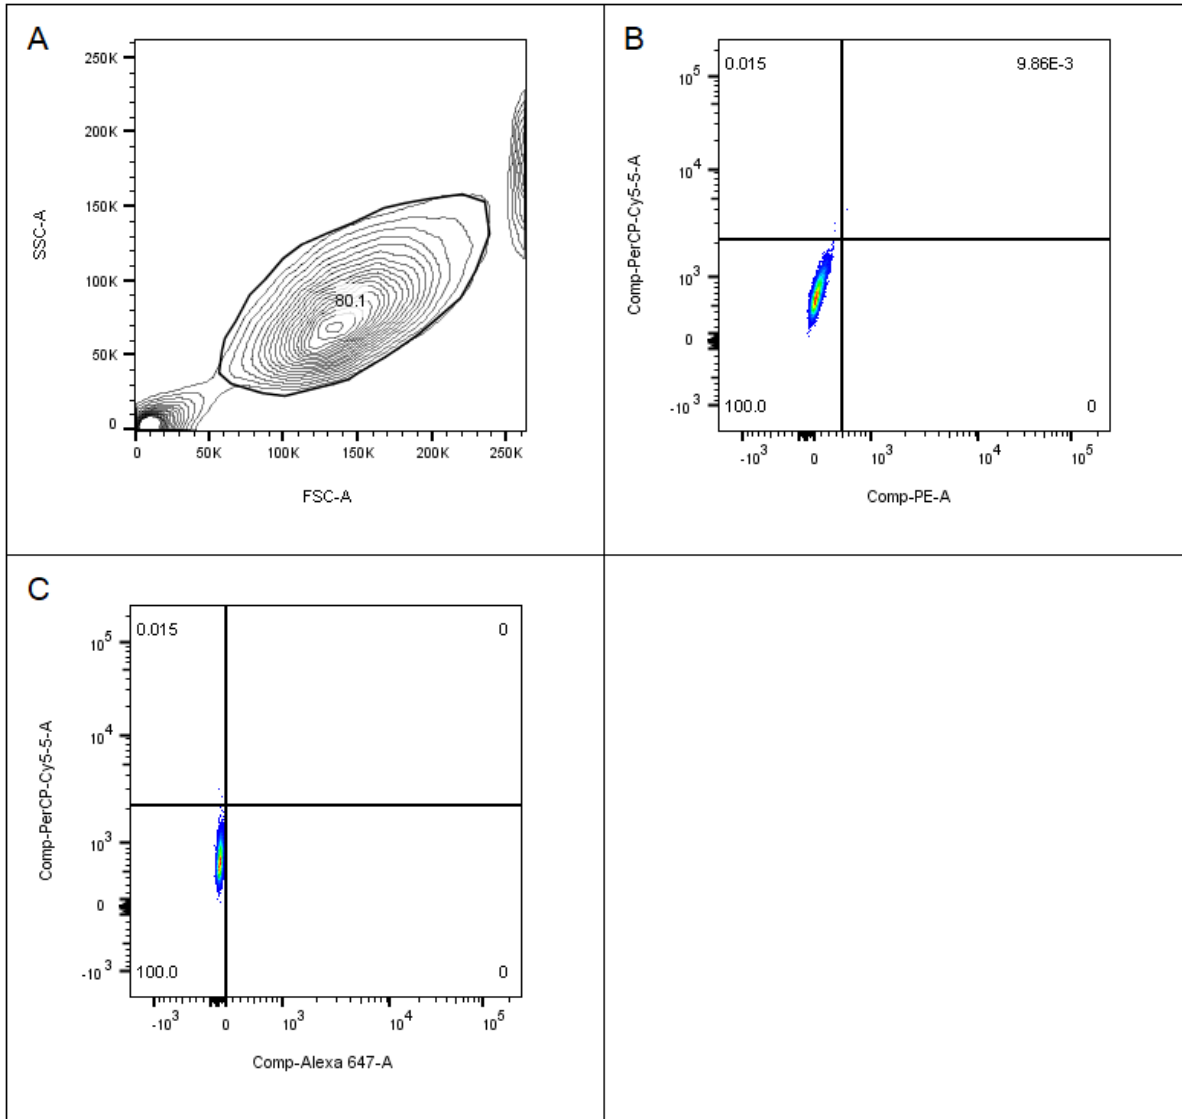 A
250K
200K
150K
100K
50K
0
SSC-A
80.1
0 50K 100K 150K 200K 250K
FSC-A
B
0.015 9.86E-3
10^5
10^4
10^3
0
-10^3
Comp-PerCP-Cy5-5-A
100.0 0
-10^3 0 10^3 10^4 10^5
Comp-PE-A
C
0.015 0
10^5
10^4
10^3
0
-10^3
Comp-PerCP-Cy5-5-A
100.0 0
-10^3 0 10^3 10^4 10^5
Comp-Alexa 647-A